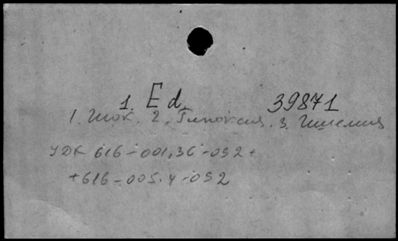 1. Ed. 39871
1. Шок. 2. Гипоксия. 3. Ишемия
УДК 616-001.36-092+
+616-005.4-092